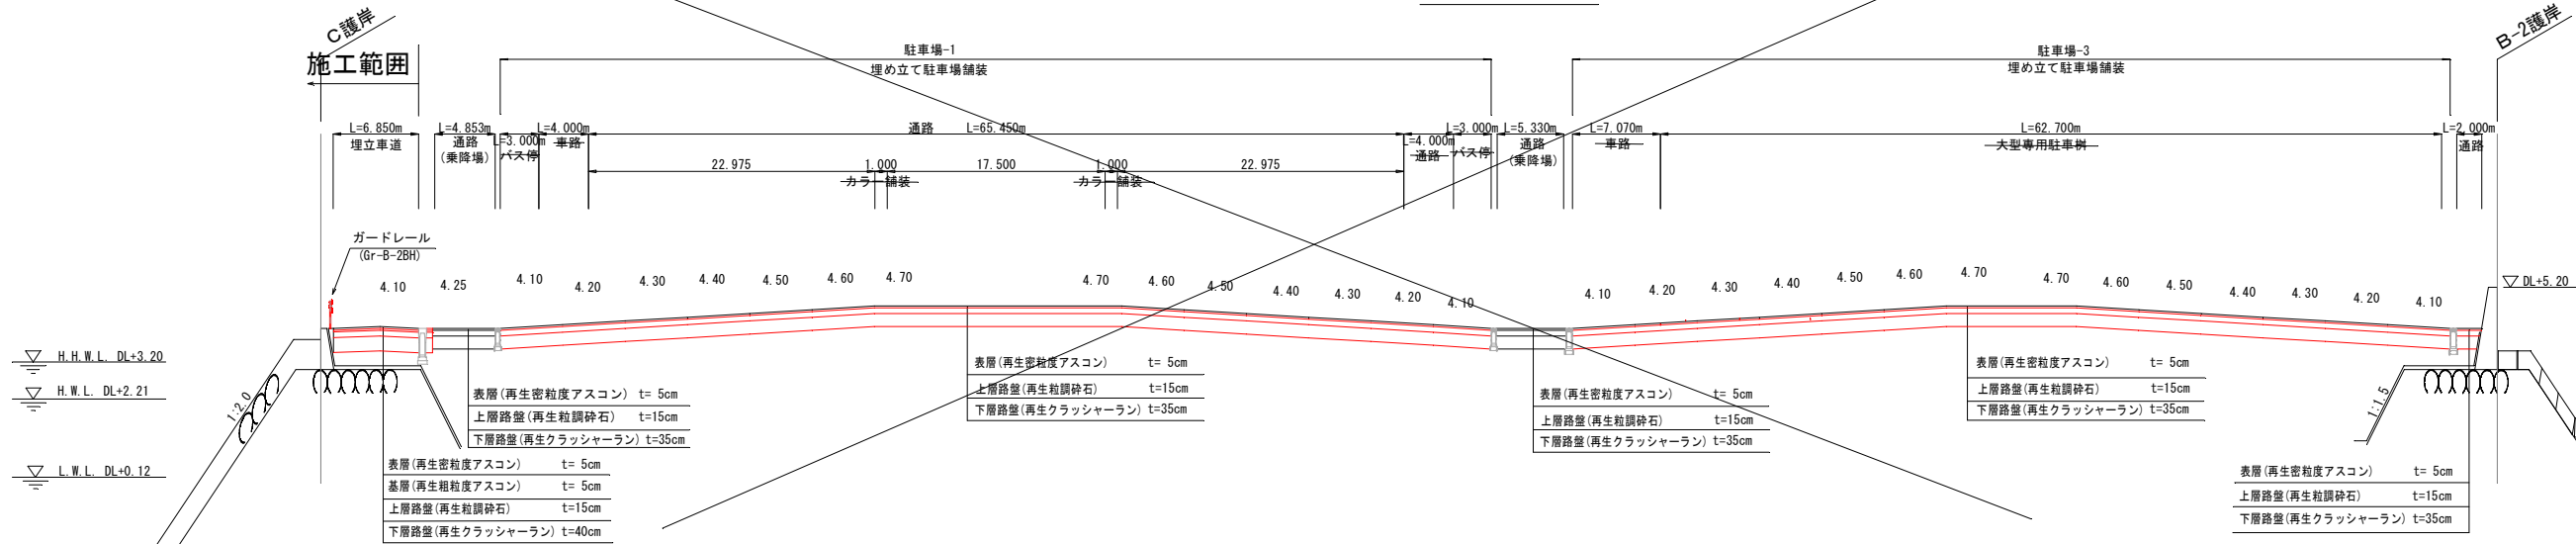 C護岸
施工範囲
駐車場-1
埋め立て駐車場舗装
駐車場-3
埋め立て駐車場舗装
B-2護岸
L=6.850m
埋立車道
L=4.853m
通路
(乗降場)
L=3.000m
バス停
L=4.000m
車路
通路 L=65.450m
L=4.000m
通路
L=3.000m
バス停
L=5.330m
通路
(乗降場)
L=7.070m
車路
L=62.700m
大型専用駐車桝
L=2.000m
通路
22.975
1.000
カラー舗装
17.500
1.000
カラー舗装
22.975
ガードレール
(Gr-B-2BH)
4.10 4.25 4.10 4.20 4.30 4.40 4.50 4.60 4.70 4.70 4.60 4.50 4.40 4.30 4.20 4.10 4.10 4.20 4.30 4.40 4.50 4.60 4.70 4.70 4.60 4.50 4.40 4.30 4.20 4.10
DL+5.20
H.H.W.L. DL+3.20
H.W.L. DL+2.21
L.W.L. DL+0.12
1:2.0
1:1.5
表層(再生密粒度アスコン) t= 5cm
上層路盤(再生粒調砕石) t=15cm
下層路盤(再生クラッシャーラン) t=35cm
表層(再生密粒度アスコン) t= 5cm
基層(再生粗粒度アスコン) t= 5cm
上層路盤(再生粒調砕石) t=15cm
下層路盤(再生クラッシャーラン) t=40cm
表層(再生密粒度アスコン) t= 5cm
上層路盤(再生粒調砕石) t=15cm
下層路盤(再生クラッシャーラン) t=35cm
表層(再生密粒度アスコン) t= 5cm
上層路盤(再生粒調砕石) t=15cm
下層路盤(再生クラッシャーラン) t=35cm
表層(再生密粒度アスコン) t= 5cm
上層路盤(再生粒調砕石) t=15cm
下層路盤(再生クラッシャーラン) t=35cm
表層(再生密粒度アスコン) t= 5cm
上層路盤(再生粒調砕石) t=15cm
下層路盤(再生クラッシャーラン) t=35cm